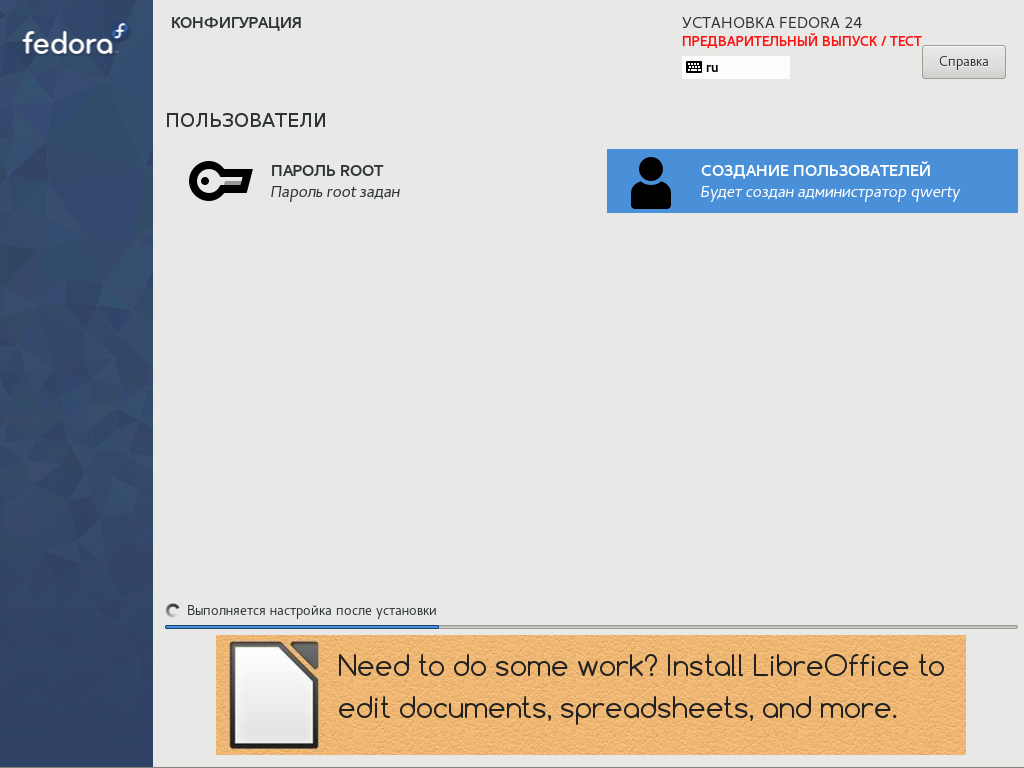 fedora
КОНФИГУРАЦИЯ
УСТАНОВКА FEDORA 24
ПРЕДВАРИТЕЛЬНЫЙ ВЫПУСК / ТЕСТ
ru
Справка
ПОЛЬЗОВАТЕЛИ
ПАРОЛЬ ROOT
Пароль root задан
СОЗДАНИЕ ПОЛЬЗОВАТЕЛЕЙ
Будет создан администратор qwerty
Выполняется настройка после установки
Need to do some work? Install LibreOffice to
edit documents, spreadsheets, and more.